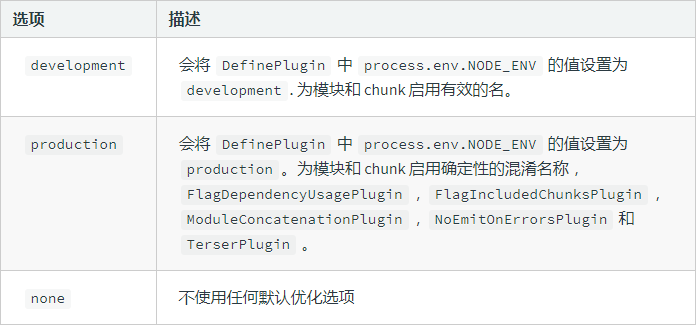 选项 描述
development 会将 DefinePlugin 中 process.env.NODE_ENV 的值设置为
development . 为模块和 chunk 启用有效的名。
production 会将 DefinePlugin 中 process.env.NODE_ENV 的值设置为
production 。为模块和 chunk 启用确定性的混淆名称，
FlagDependencyUsagePlugin ， FlagIncludedChunksPlugin ，
ModuleConcatenationPlugin ， NoEmitOnErrorsPlugin 和
TerserPlugin 。
none 不使用任何默认优化选项